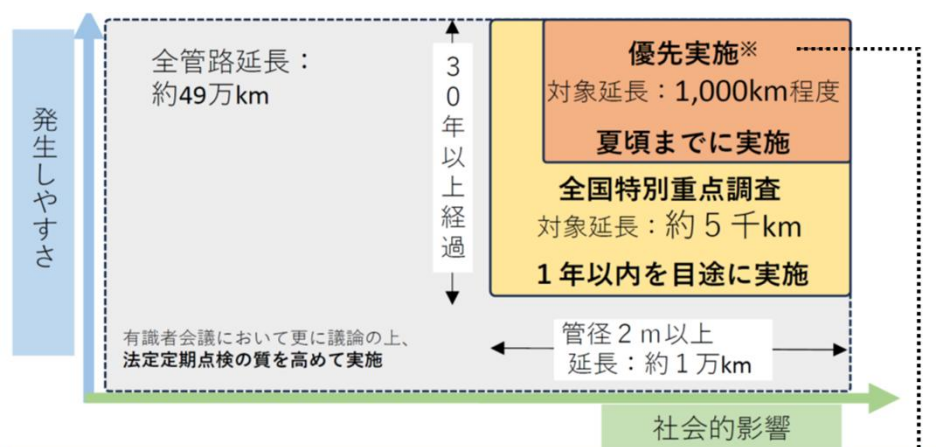 発生しやすさ
全管路延長：
約49万km
30年以上経過
優先実施※
対象延長：1,000km程度
夏頃までに実施
全国特別重点調査
対象延長：約５千km
１年以内を目途に実施
有識者会議において更に議論の上、
法定定期点検の質を高めて実施
管径２ｍ以上
延長：約１万km
社会的影響